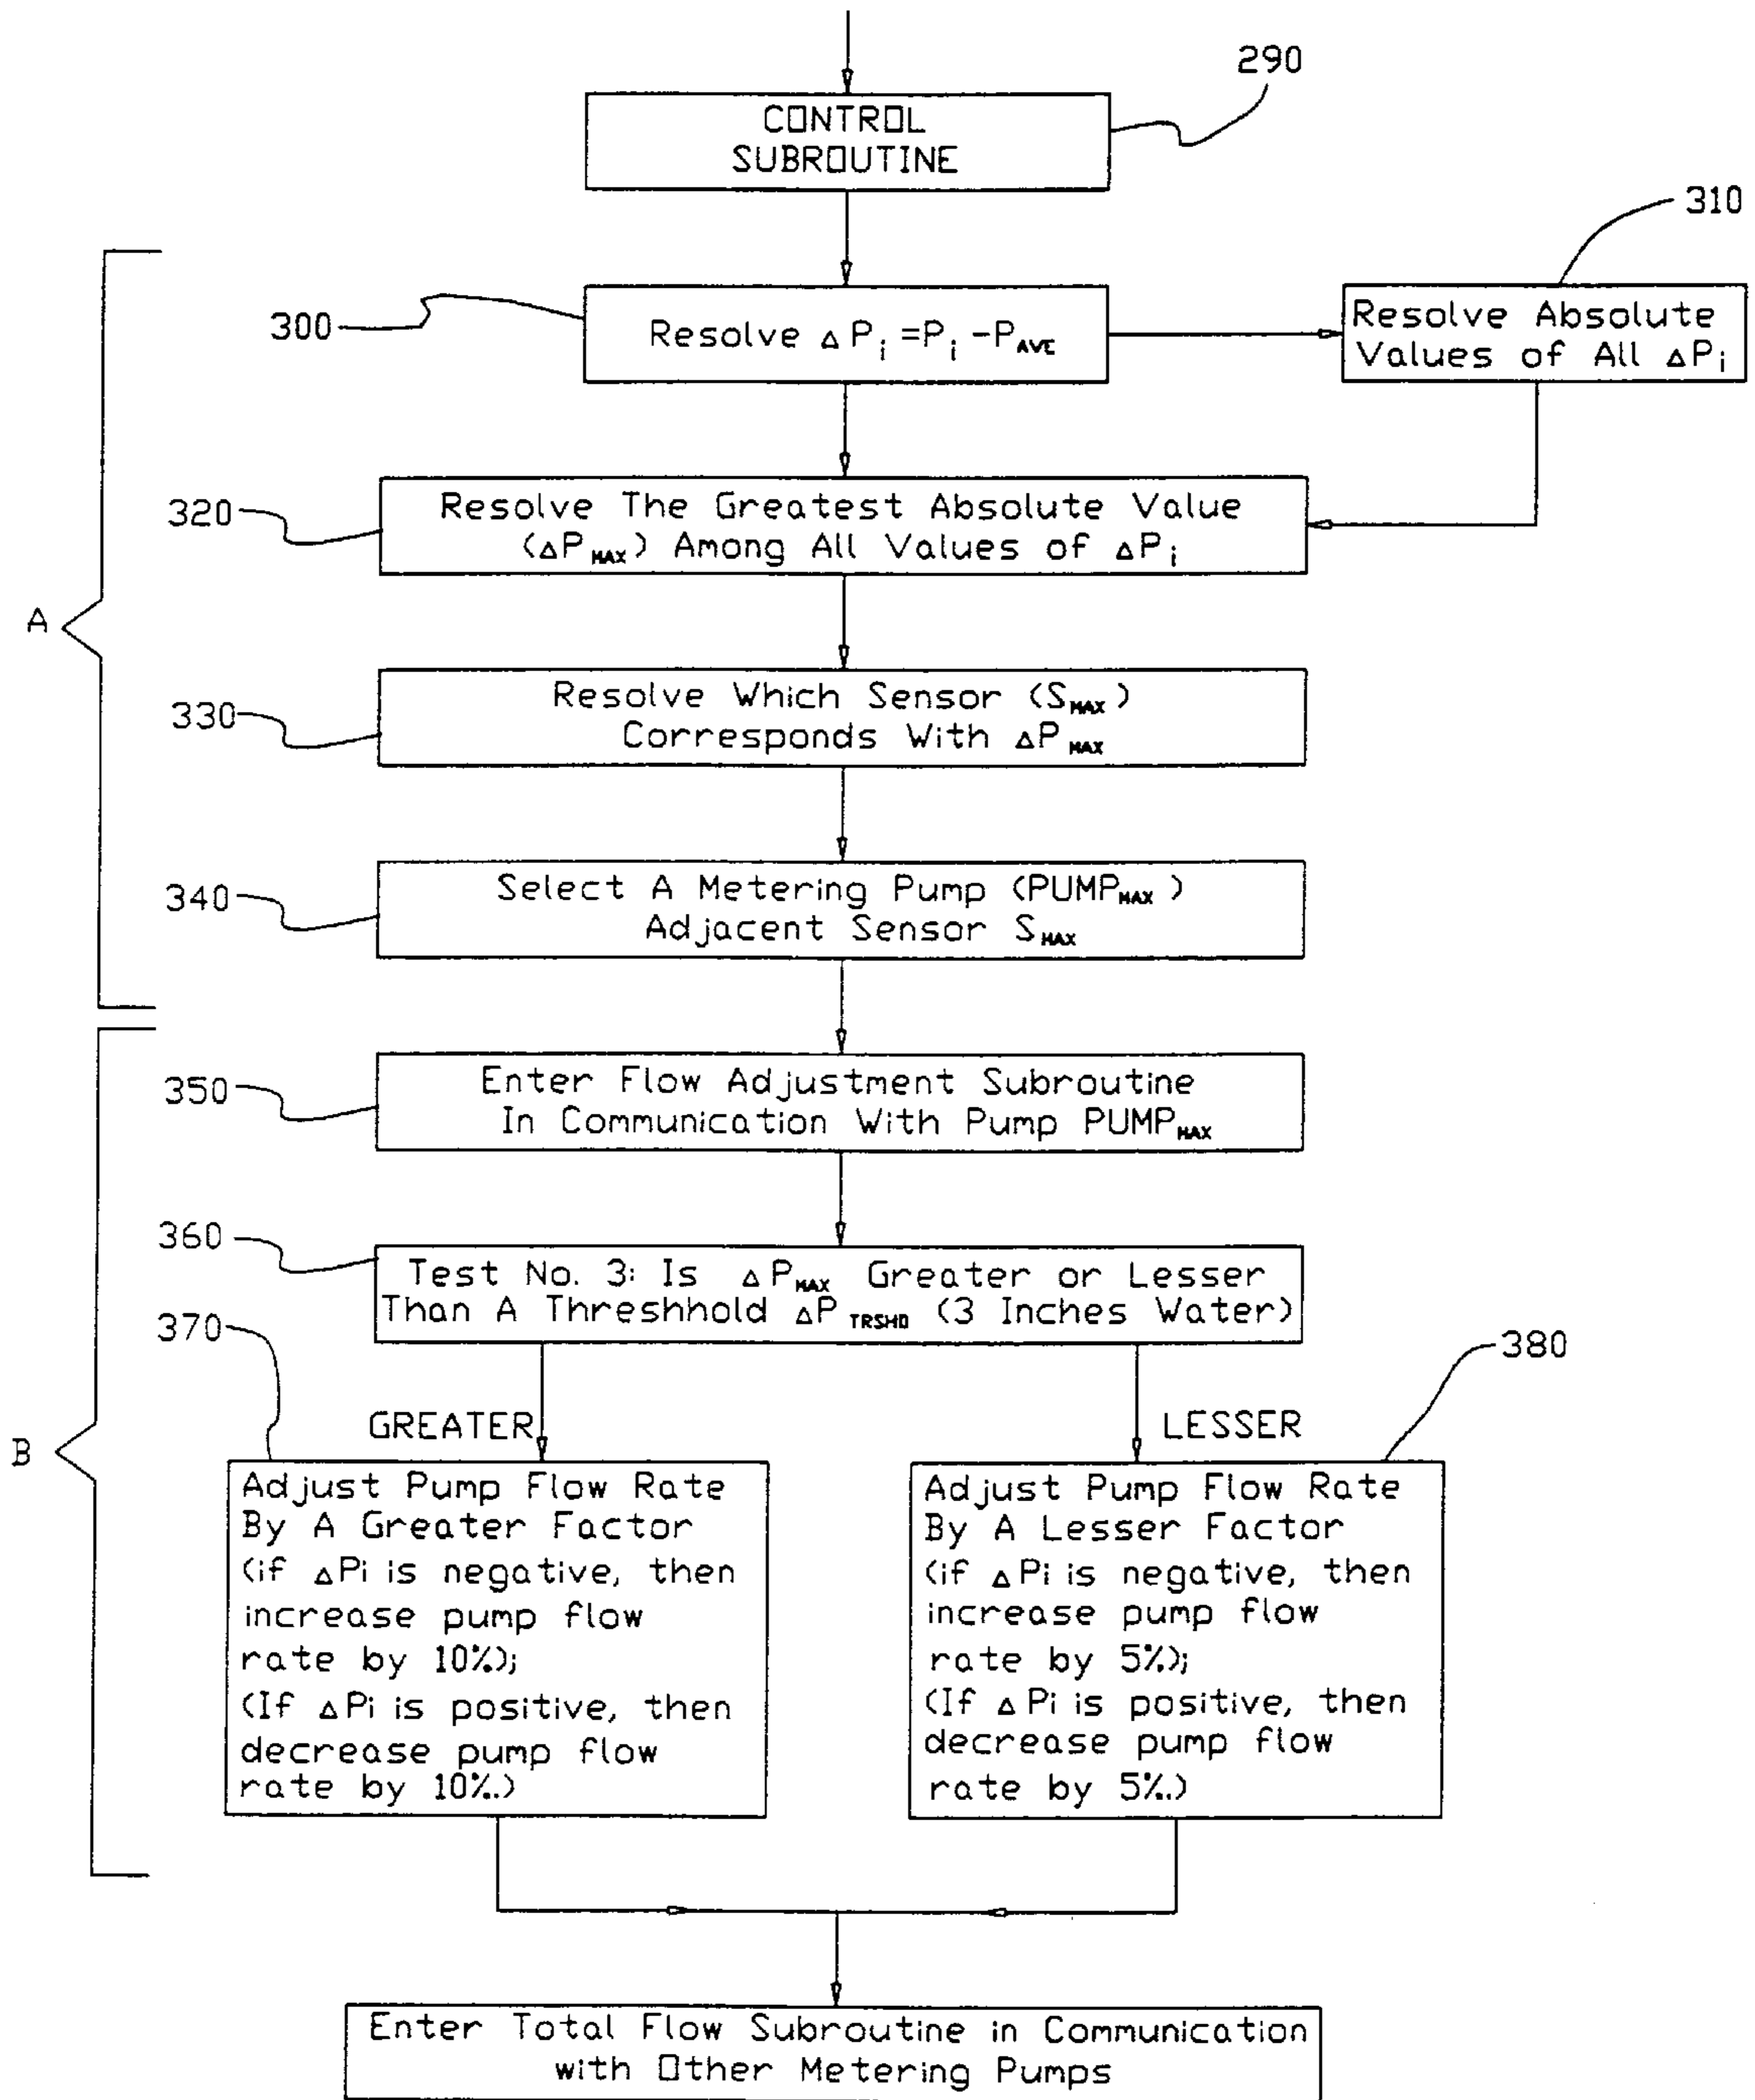 290
CONTROL
SUBROUTINE
310
300
Resolve ΔPi =Pi -PAVE
Resolve Absolute
Values of All ΔPi
320
Resolve The Greatest Absolute Value
(ΔPMAX) Among All Values of ΔPi
A
330
Resolve Which Sensor (SMAX)
Corresponds With ΔPMAX
340
Select A Metering Pump (PUMPMAX)
Adjacent Sensor SMAX
350
Enter Flow Adjustment Subroutine
In Communication With Pump PUMPMAX
360
Test No. 3: Is ΔPMAX Greater or Lesser
Than A Threshhold ΔPTRSHD (3 Inches Water)
370
380
GREATER
LESSER
B
Adjust Pump Flow Rate
By A Greater Factor
(if ΔPi is negative, then
increase pump flow
rate by 10%);
(If ΔPi is positive, then
decrease pump flow
rate by 10%.)
Adjust Pump Flow Rate
By A Lesser Factor
(if ΔPi is negative, then
increase pump flow
rate by 5%);
(If ΔPi is positive, then
decrease pump flow
rate by 5%.)
Enter Total Flow Subroutine in Communication
with Other Metering Pumps